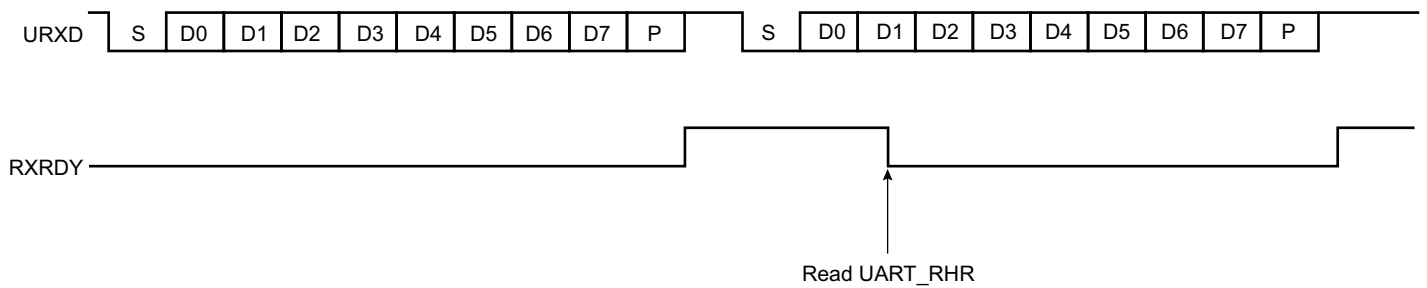 URXD S D0 D1 D2 D3 D4 D5 D6 D7 P S D0 D1 D2 D3 D4 D5 D6 D7 P
RXRDY
Read UART_RHR